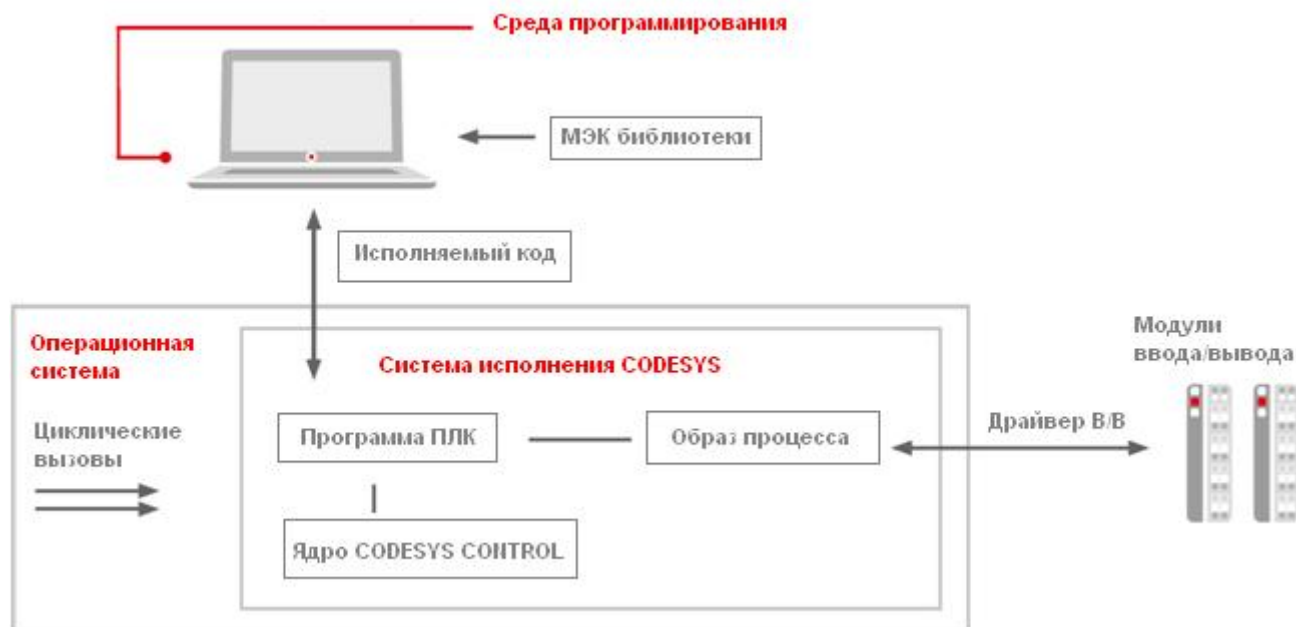 Среда программирования
МЭК библиотеки
Исполняемый код
Операционная
система
Циклические
вызовы
Система исполнения CODESYS
Программа ПЛК
Образ процесса
Ядро CODESYS CONTROL
Драйвер В/В
Модули
ввода/вывода